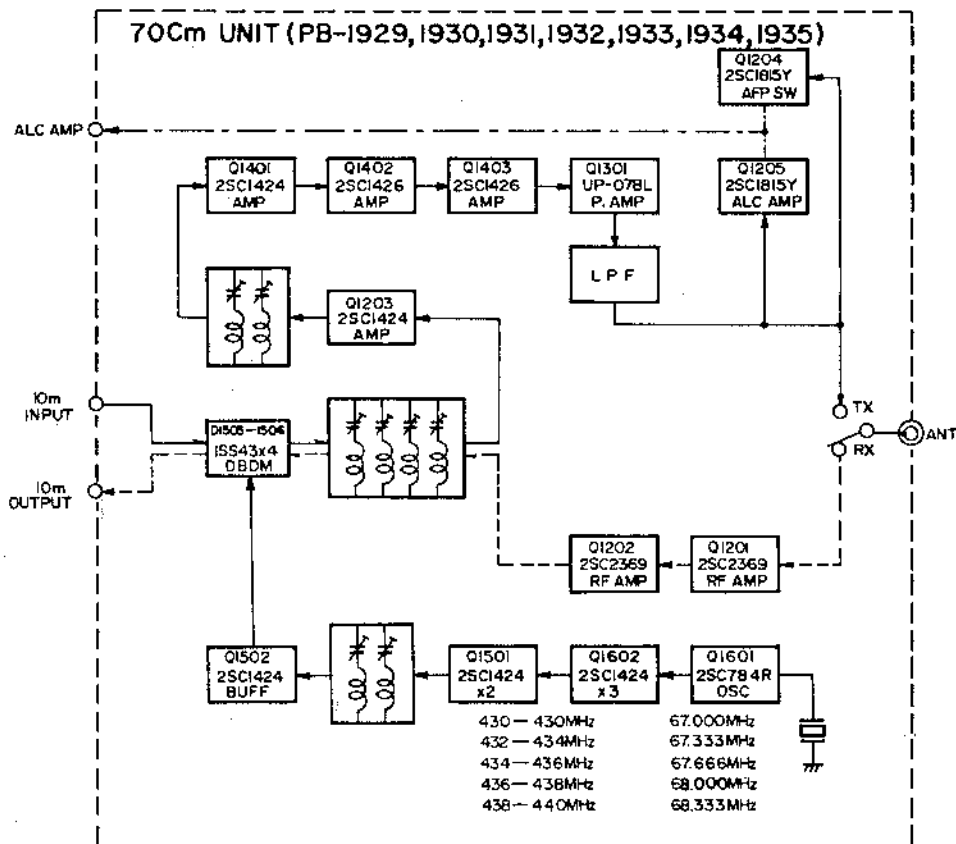 70Cm UNIT (PB-1929,1930,1931,1932,1933,1934,1935)
Q1204
2SC1815Y
AFP SW
ALC AMP
Q1401
2SC1424
AMP
Q1402
2SC1426
AMP
Q1403
2SC1426
AMP
Q1301
UP-078L
P. AMP
Q1205
2SC1815Y
ALC AMP
LPF
Q1203
2SC1424
AMP
10m
INPUT
D1505-1506
ISS43x4
DBDM
TX
RX
ANT
10m
OUTPUT
Q1202
2SC2369
RF AMP
Q1201
2SC2369
RF AMP
Q1502
2SC1424
BUFF
Q1501
2SC1424
x2
Q1602
2SC1424
x3
Q1601
2SC784R
OSC
430-430MHz 67.000MHz
432-434MHz 67.333MHz
434-436MHz 67.666MHz
436-438MHz 68.000MHz
438-440MHz 68.333MHz